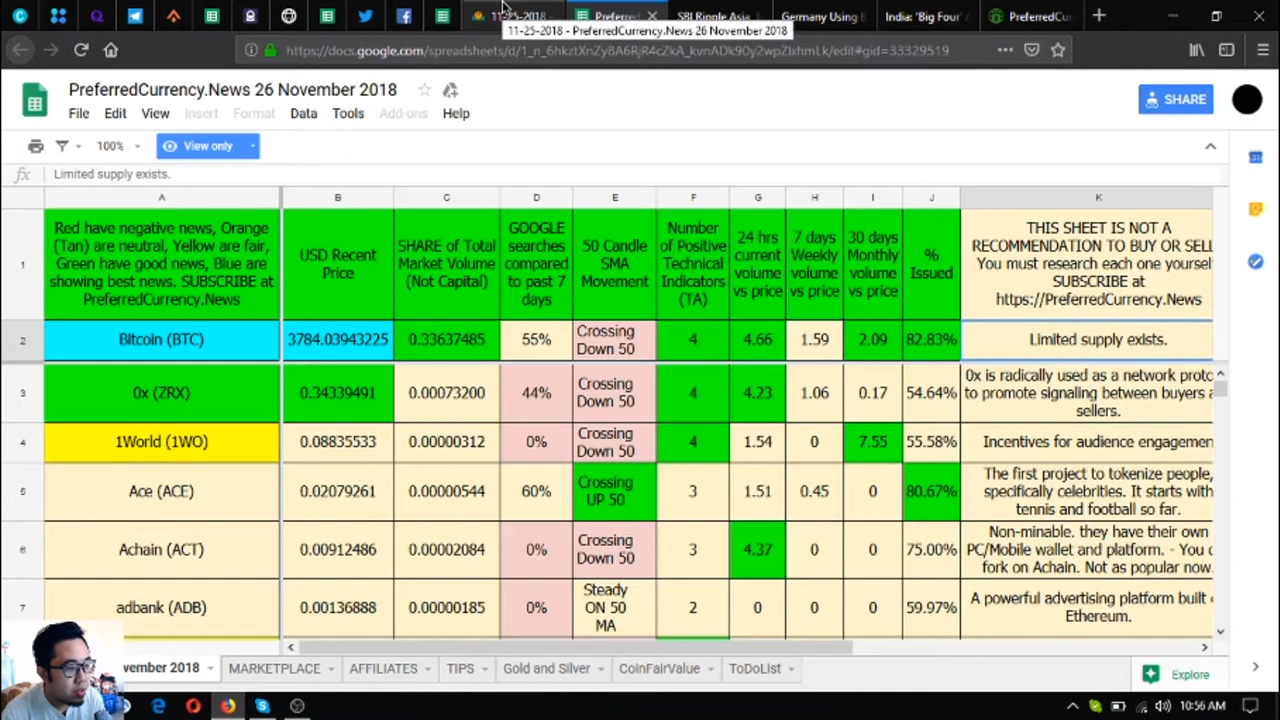 11-25-2018
Preferred
SBI Ripple Asia
Germany Using B
India: 'Big Four'
PreferredCur
11-25-2018 - PreferredCurrency.News 26 November 2018
https://docs.google.com/spreadsheets/d/1_n_6hkztXnZy8A6RjR4cZkA_kvnADk9Oy2wpZlxhmLk/edit#gid=33329519
PreferredCurrency.News 26 November 2018
SHARE
File Edit View Insert Format Data Tools Add-ons Help
100% View only
fx Limited supply exists.
A B C D E F G H I J K
1
Red have negative news, Orange
(Tan) are neutral, Yellow are fair,
Green have good news, Blue are
showing best news. SUBSCRIBE at
PreferredCurrency.News
USD Recent
Price
SHARE of Total
Market Volume
(Not Capital)
GOOGLE
searches
compared
to past 7
days
50 Candle
SMA
Movement
Number
of Positive
Technical
Indicators
(TA)
24 hrs
current
volume
vs price
7 days
Weekly
volume
vs price
30 days
Monthly
volume
vs price
%
Issued
THIS SHEET IS NOT A
RECOMMENDATION TO BUY OR SELL
You must research each one yourself
SUBSCRIBE at
https://PreferredCurrency.News
2 Bitcoin (BTC) 3784.03943225 0.33637485 55% Crossing
Down 50 4 4.66 1.59 2.09 82.83% Limited supply exists.
3 0x (ZRX) 0.34339491 0.00073200 44% Crossing
Down 50 4 4.23 1.06 0.17 54.64% 0x is radically used as a network proto
to promote signaling between buyers a
sellers.
4 1World (1WO) 0.08835533 0.00000312 0% Crossing
Down 50 4 1.54 0 7.55 55.58% Incentives for audience engagemen
5 Ace (ACE) 0.02079261 0.00000544 60% Crossing
UP 50 3 1.51 0.45 0 80.67% The first project to tokenize people,
specifically celebrities. It starts with
tennis and football so far.
6 Achain (ACT) 0.00912486 0.00002084 0% Crossing
Down 50 3 4.37 0 0 75.00% Non-minable. they have their own
PC/Mobile wallet and platform. - You c
fork on Achain. Not as popular now.
7 adbank (ADB) 0.00136888 0.00000185 0% Steady
ON 50
MA 2 0 0 0 59.97% A powerful advertising platform built
Ethereum.
vember 2018 MARKETPLACE AFFILIATES TIPS Gold and Silver CoinFairValue ToDoList
Explore
10:56 AM